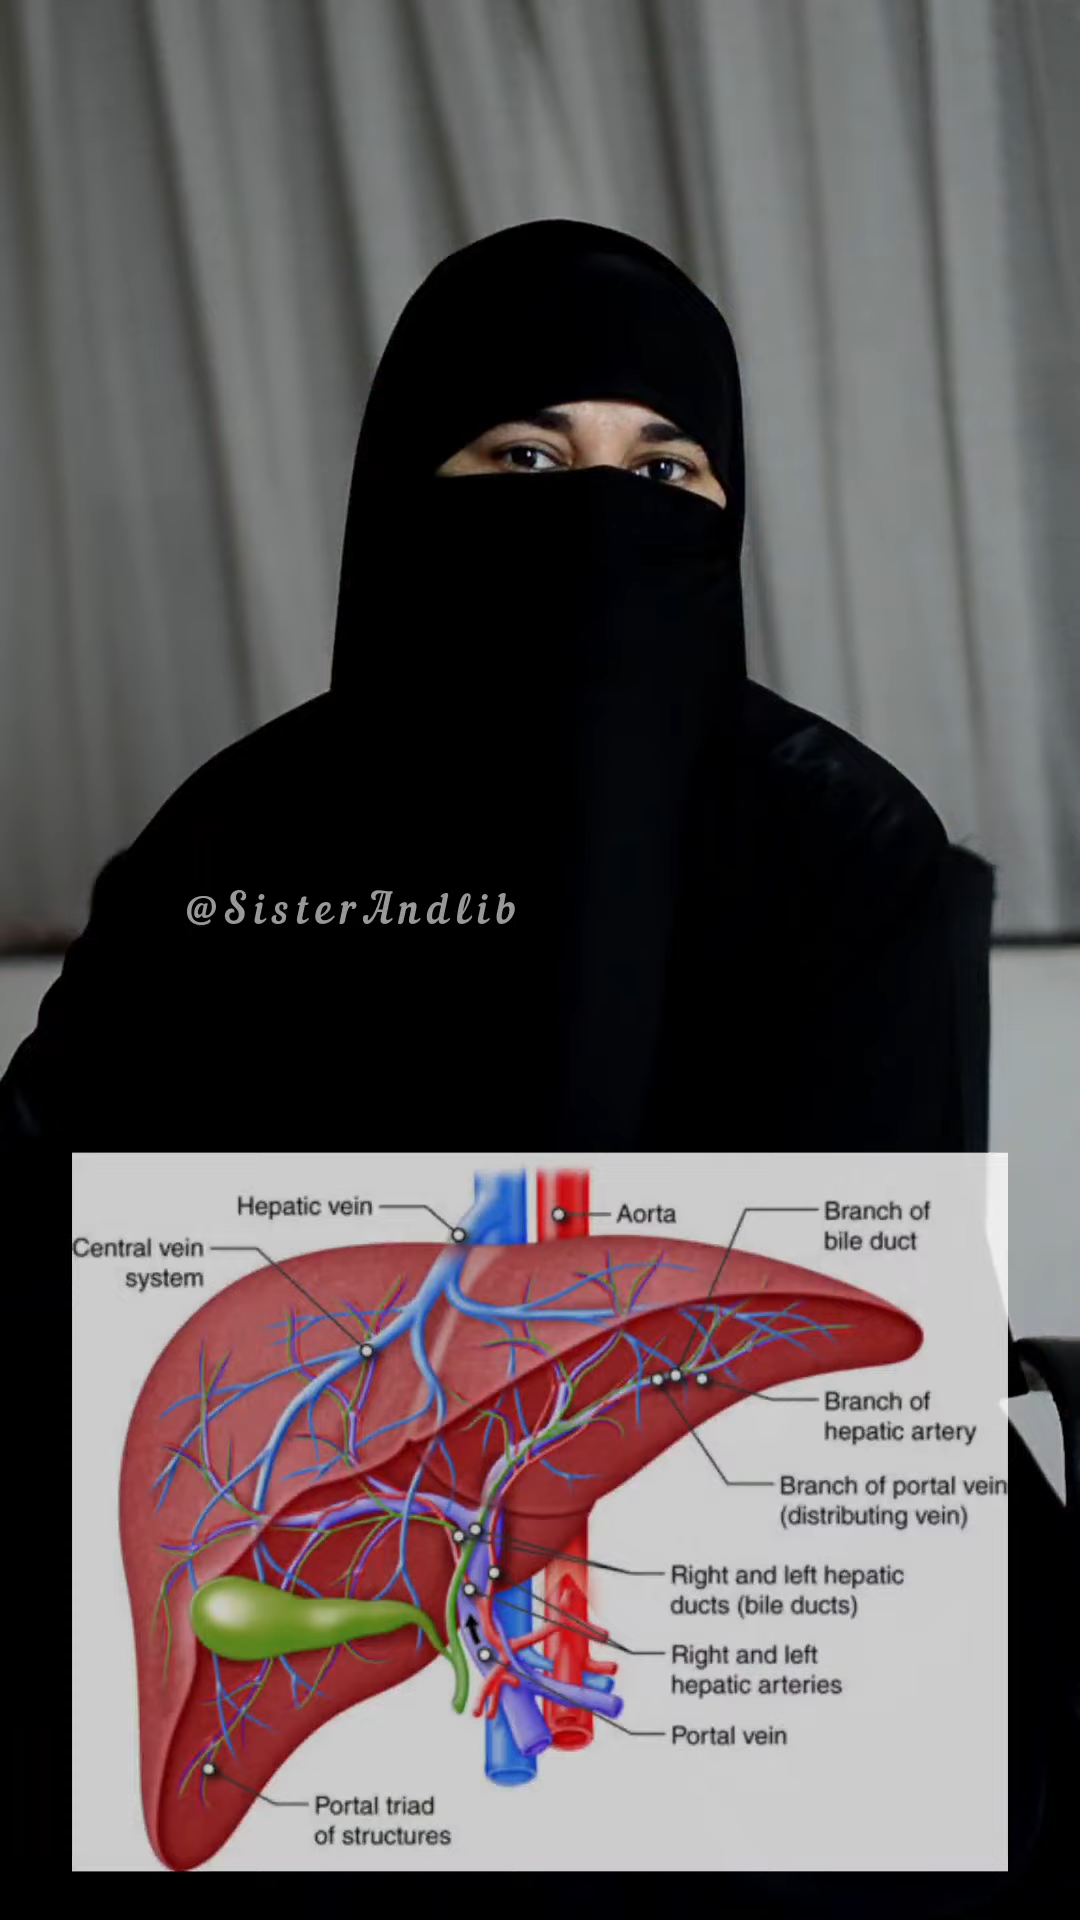 @SisterAndlib
Hepatic vein
Aorta
Branch of
bile duct
Central vein
system
Branch of
hepatic artery
Branch of portal vein
(distributing vein)
Right and left hepatic
ducts (bile ducts)
Right and left
hepatic arteries
Portal vein
Portal triad
of structures